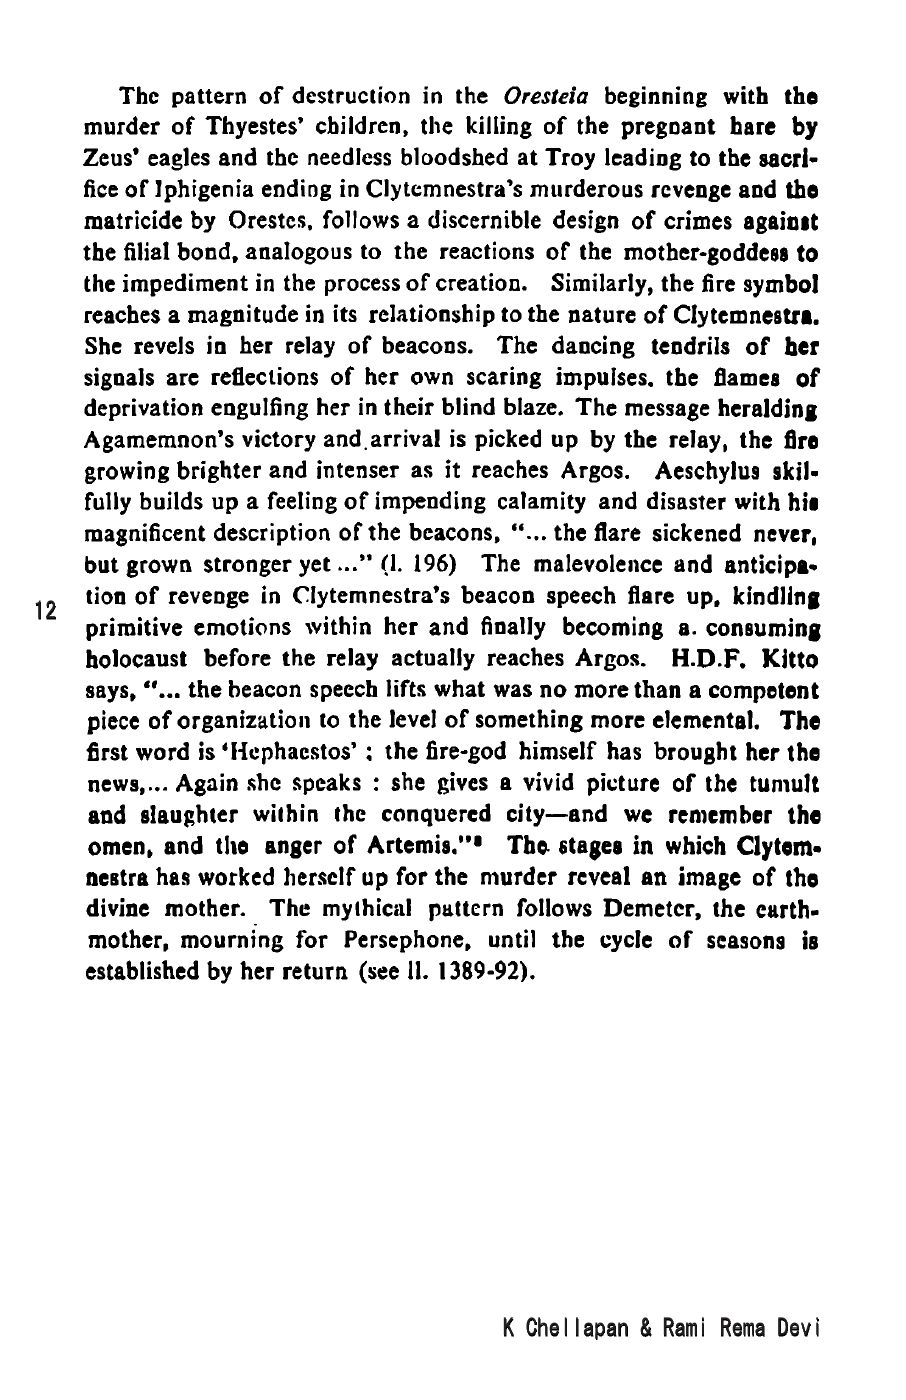 The pattern of destruction in the Oresteia beginning with the
murder of Thyestes' children, the killing of the pregnant hare by
Zeus' eagles and the needless bloodshed at Troy leading to the sacri-
fice of Iphigenia ending in Clytemnestra's murderous revenge and the
matricide by Orestes, follows a discernible design of crimes against
the filial bond, analogous to the reactions of the mother-goddess to
the impediment in the process of creation. Similarly, the fire symbol
reaches a magnitude in its relationship to the nature of Clytemnestra.
She revels in her relay of beacons. The dancing tendrils of her
signals are reflections of her own scaring impulses. the flames of
deprivation engulfing her in their blind blaze. The message heralding
Agamemnon's victory and arrival is picked up by the relay, the fire
growing brighter and intenser as it reaches Argos. Aeschylus skil-
fully builds up a feeling of impending calamity and disaster with his
magnificent description of the beacons, "... the flare sickened never,
but grown stronger yet ..." (l. 196) The malevolence and anticipa-
tion of revenge in Clytemnestra's beacon speech flare up, kindling
12
primitive emotions within her and finally becoming a consuming
holocaust before the relay actually reaches Argos. H.D.F. Kitto
says, "... the beacon speech lifts what was no more than a competent
piece of organization to the level of something more elemental. The
first word is 'Hephaestos' ; the fire-god himself has brought her the
news,... Again she speaks : she gives a vivid picture of the tumult
and slaughter within the conquered city—and we remember the
omen, and the anger of Artemis." The stages in which Clytem-
nestra has worked herself up for the murder reveal an image of the
divine mother. The mythical pattern follows Demeter, the earth-
mother, mourning for Persephone, until the cycle of seasons is
established by her return (see ll. 1389-92).
K Chellapan & Rami Rema Devi